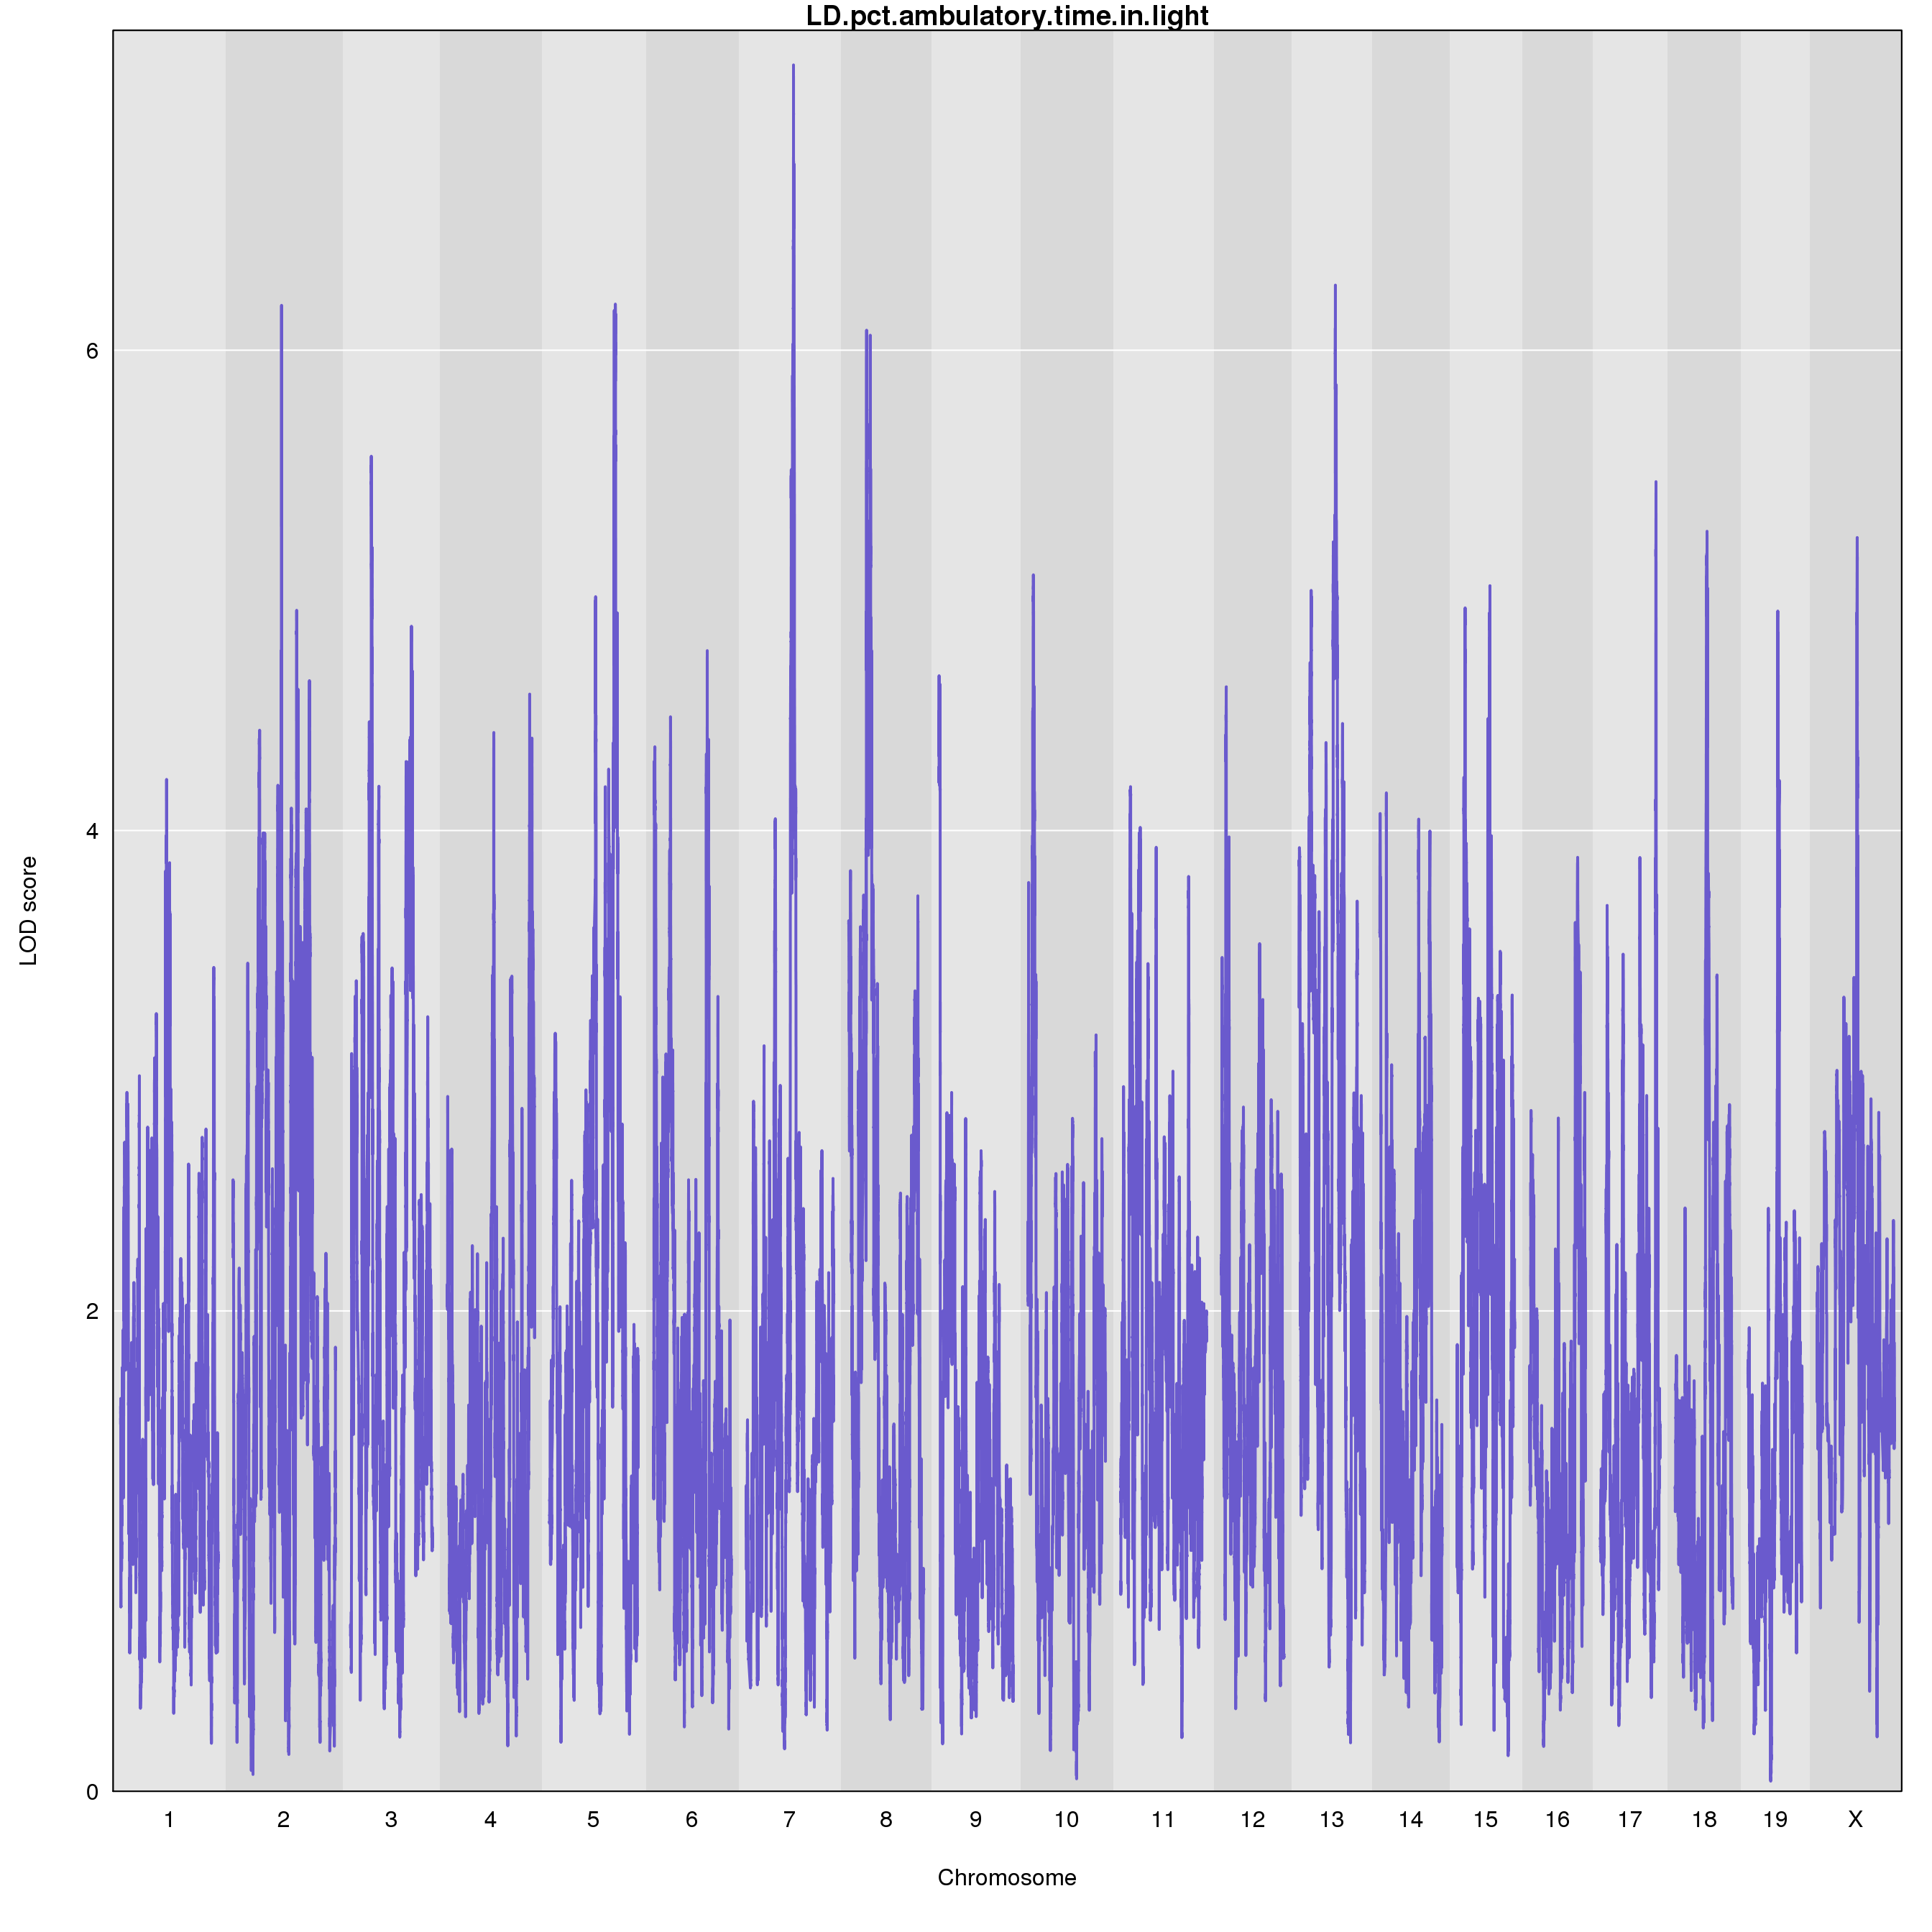 LD.pct.ambulatory.time.in.light
LOD score
6
4
2
0
1 2 3 4 5 6 7 8 9 10 11 12 13 14 15 16 17 18 19 X
Chromosome